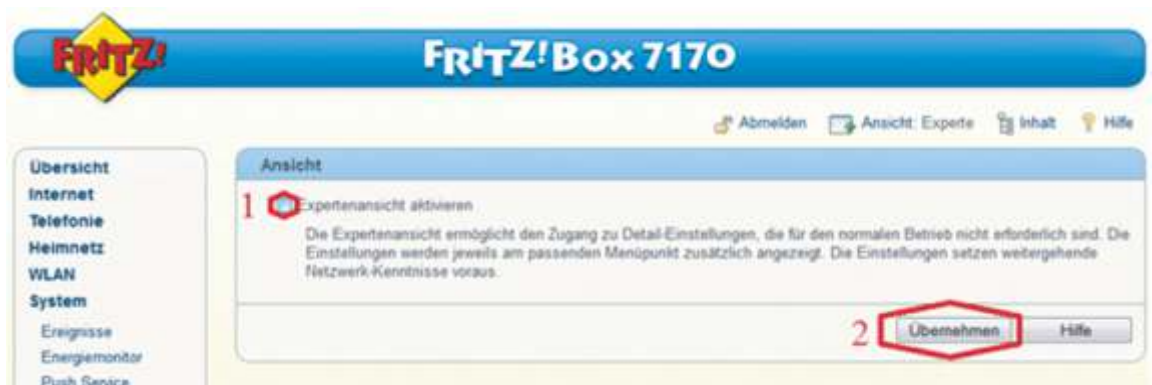 FRITZ!
FRITZ!Box 7170
Abmelden Ansicht: Experte Inhalt Hilfe
Übersicht
Internet
Telefonie
Heimnetz
WLAN
System
Ereignisse
Energiemonitor
Push Service
Ansicht
1 Expertenansicht aktivieren
Die Expertenansicht ermöglicht den Zugang zu Detail-Einstellungen, die für den normalen Betrieb nicht erforderlich sind. Die
Einstellungen werden jeweils am passenden Menüpunkt zusätzlich angezeigt. Die Einstellungen setzen weitergehende
Netzwerk-Kenntnisse voraus.
2 Übernehmen Hilfe